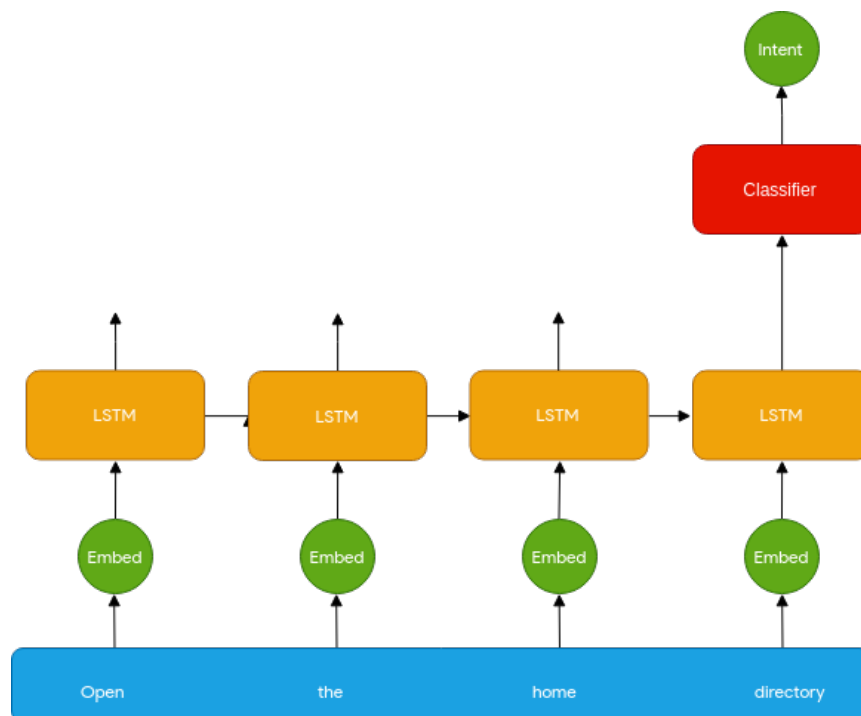 Intent
Classifier
LSTM LSTM LSTM LSTM
Embed Embed Embed Embed
Open the home directory